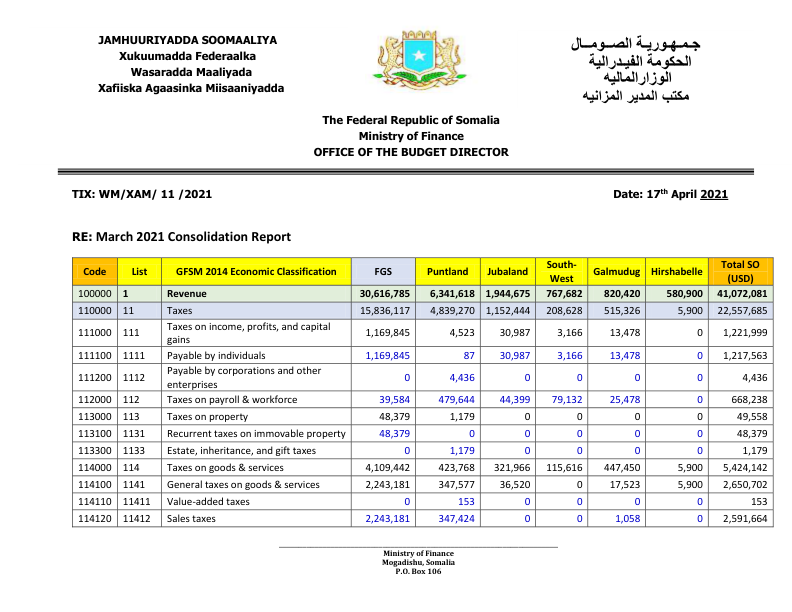 JAMHUURIYADDA SOOMAALIYA
Xukuumadda Federaalka
Wasaradda Maaliyada
Xafiiska Agaasinka Miisaaniyadda
جـمـهـوريـة الصــومــال
الحكومة الفيدرالية
الوزارالماليه
مكتب المدير المزانيه
The Federal Republic of Somalia
Ministry of Finance
OFFICE OF THE BUDGET DIRECTOR
TIX: WM/XAM/ 11 /2021 Date: 17th April 2021
RE: March 2021 Consolidation Report
Code List GFSM 2014 Economic Classification FGS Puntland Jubaland South-West Galmudug Hirshabelle Total SO (USD)
100000 1 Revenue 30,616,785 6,341,618 1,944,675 767,682 820,420 580,900 41,072,081
110000 11 Taxes 15,836,117 4,839,270 1,152,444 208,628 515,326 5,900 22,557,685
111000 111 Taxes on income, profits, and capital gains 1,169,845 4,523 30,987 3,166 13,478 0 1,221,999
111100 1111 Payable by individuals 1,169,845 87 30,987 3,166 13,478 0 1,217,563
111200 1112 Payable by corporations and other enterprises 0 4,436 0 0 0 0 4,436
112000 112 Taxes on payroll & workforce 39,584 479,644 44,399 79,132 25,478 0 668,238
113000 113 Taxes on property 48,379 1,179 0 0 0 0 49,558
113100 1131 Recurrent taxes on immovable property 48,379 0 0 0 0 0 48,379
113300 1133 Estate, inheritance, and gift taxes 0 1,179 0 0 0 0 1,179
114000 114 Taxes on goods & services 4,109,442 423,768 321,966 115,616 447,450 5,900 5,424,142
114100 1141 General taxes on goods & services 2,243,181 347,577 36,520 0 17,523 5,900 2,650,702
114110 11411 Value-added taxes 0 153 0 0 0 0 153
114120 11412 Sales taxes 2,243,181 347,424 0 0 1,058 0 2,591,664
Ministry of Finance
Mogadishu, Somalia
P.O. Box 106